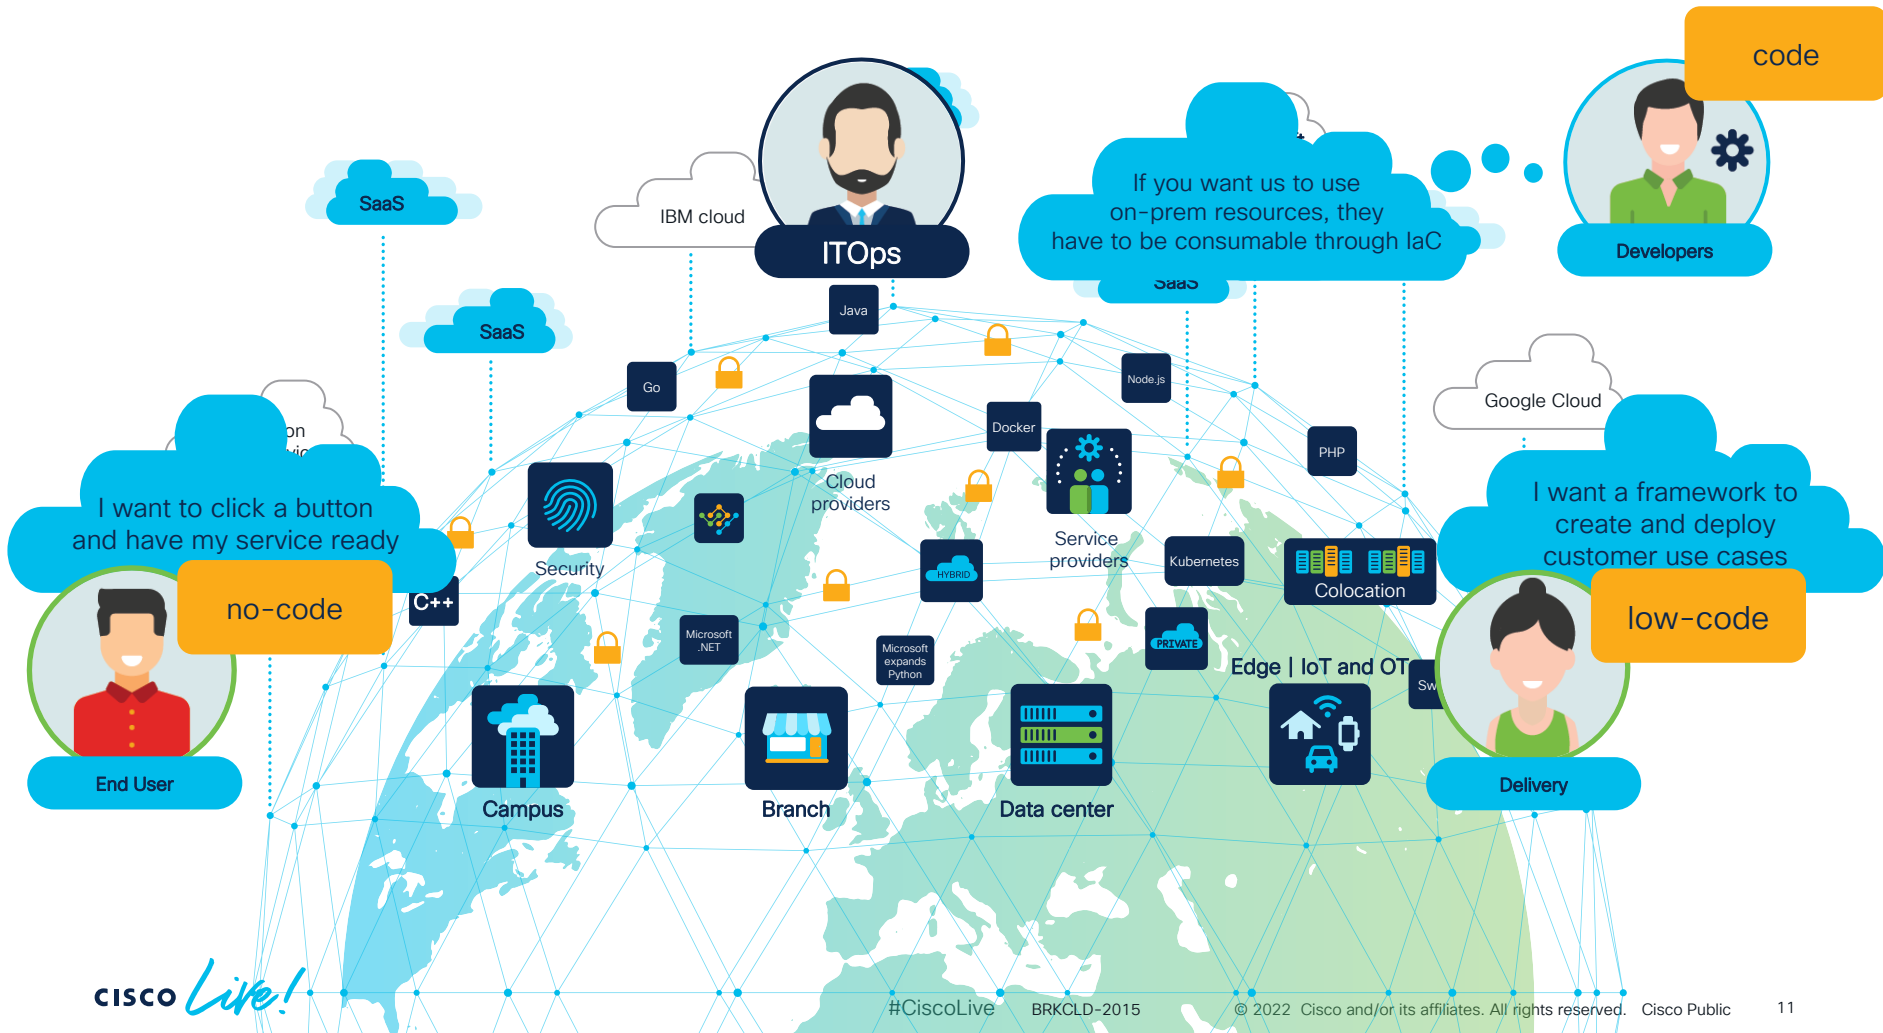 code
SaaS
IBM cloud
ITOps
If you want us to use
on-prem resources, they
have to be consumable through IaC
Developers
SaaS
SaaS
Java
Go
Node.js
Google Cloud
Docker
PHP
Cloud
providers
I want to click a button
and have my service ready
I want a framework to
create and deploy
customer use cases
Security
Service
providers
HYBRID
Kubernetes
Colocation
no-code
C++
low-code
Microsoft
.NET
Microsoft
expands
Python
PRIVATE
Edge | IoT and OT
End User
Campus
Branch
Data center
Delivery
CISCO Live!
#CiscoLive
BRKCLD-2015
© 2022 Cisco and/or its affiliates. All rights reserved. Cisco Public
11